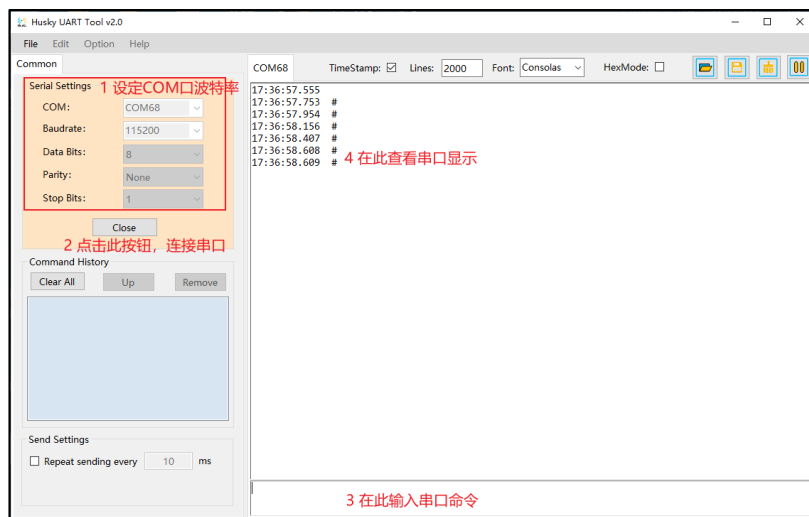 Husky UART Tool v2.0
File Edit Option Help
Common
Serial Settings
1 设定COM口波特率
COM: COM68
Baudrate: 115200
Data Bits: 8
Parity: None
Stop Bits: 1
Close
2 点击此按钮，连接串口
Command History
Clear All Up Remove
Send Settings
Repeat sending every 10 ms
COM68 TimeStamp: Lines: 2000 Font: Consolas HexMode:
17:36:57.555
17:36:57.753 #
17:36:57.954 #
17:36:58.156 #
17:36:58.407 #
17:36:58.608 #
17:36:58.609 #
4 在此查看串口显示
3 在此输入串口命令